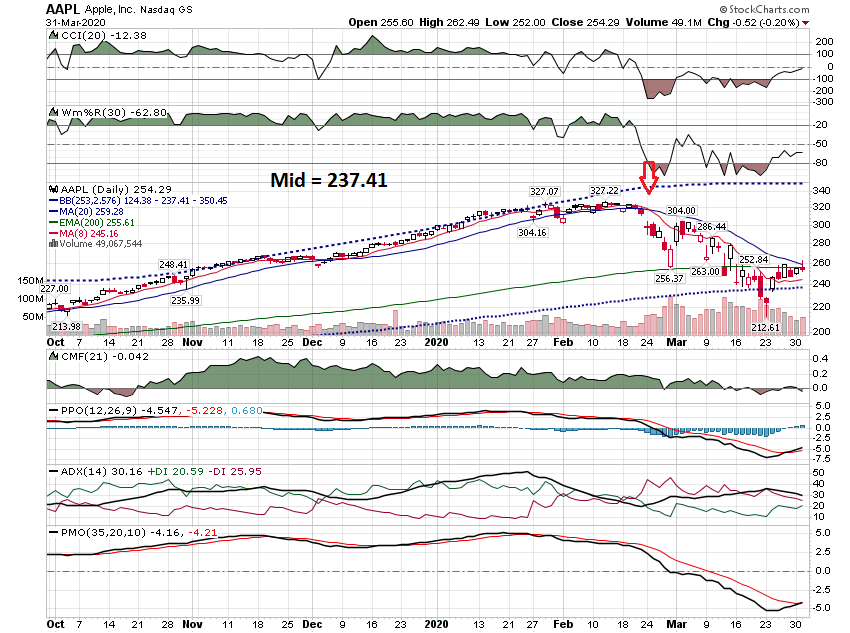 AAPL Apple, Inc. Nasdaq GS © StockCharts.com
31-Mar-2020 Open 255.60 High 262.49 Low 252.00 Close 254.29 Volume 49.1M Chg -0.52 (-0.20%)
CCI(20) -12.38
200
100
0
-100
-200
-300
Wm%R(30) -62.80
-20
-50
-80
Mid = 237.41
AAPL (Daily) 254.29
BB(253,2.576) 124.38 - 237.41 - 350.45
MA(20) 259.28
EMA(200) 255.61
MA(8) 245.16
Volume 49,067,544
340
320
300
280
260
240
220
200
150M
100M
50M
227.00
213.98
248.41
235.99
304.16
327.07
327.22
304.00
256.37
286.44
263.00
252.84
212.61
Oct 7 14 21 28 Nov 11 18 25 Dec 9 16 23 2020 6 13 21 27 Feb 10 18 24 Mar 9 16 23 30
CMF(21) -0.042
0.4
0.2
0.0
PPO(12,26,9) -4.547, -5.228, 0.680
5.0
2.5
0.0
-2.5
-5.0
-7.5
ADX(14) 30.16 +DI 20.59 -DI 25.95
50
40
30
20
10
PMO(35,20,10) -4.16, -4.21
5.0
2.5
0.0
-2.5
-5.0
Oct 7 14 21 28 Nov 11 18 25 Dec 9 16 23 2020 6 13 21 27 Feb 10 18 24 Mar 9 16 23 30